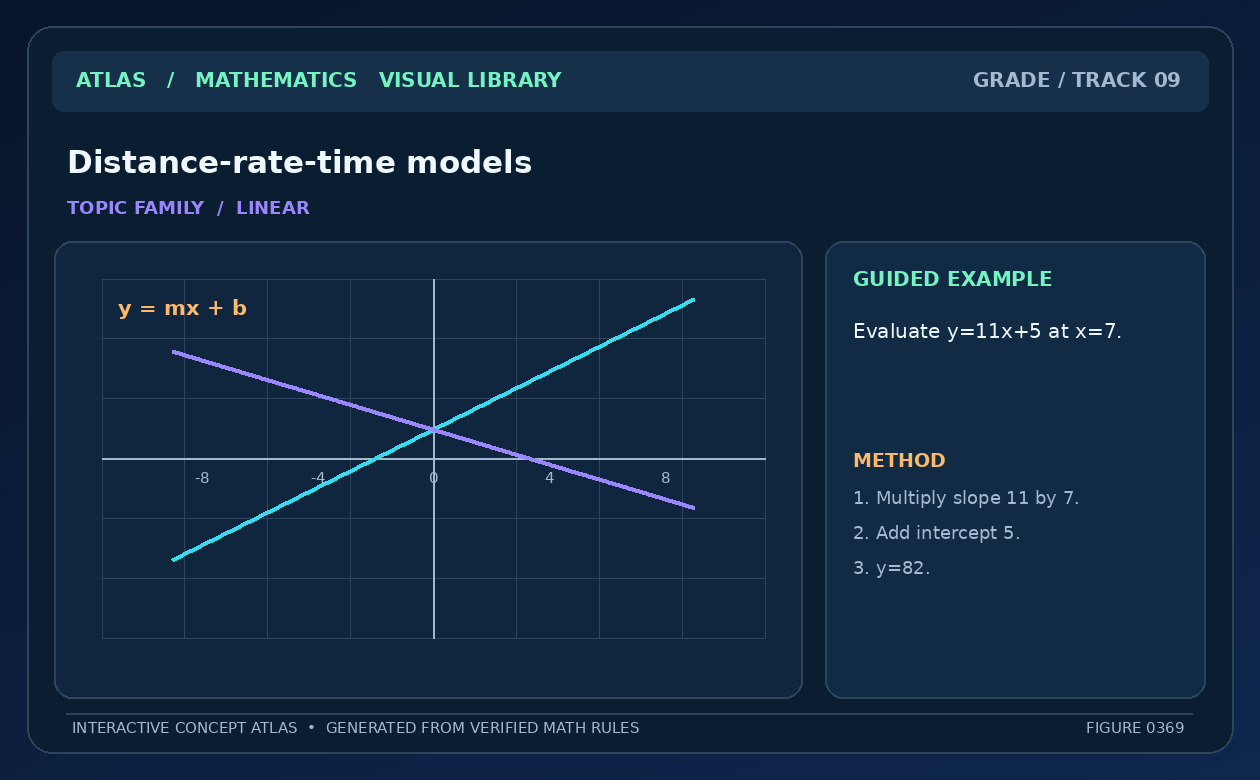 ATLAS / MATHEMATICS VISUAL LIBRARY
GRADE / TRACK 09
Distance-rate-time models
TOPIC FAMILY / LINEAR
y = mx + b
-8 -4 0 4 8
GUIDED EXAMPLE
Evaluate y=11x+5 at x=7.
METHOD
1. Multiply slope 11 by 7.
2. Add intercept 5.
3. y=82.
INTERACTIVE CONCEPT ATLAS • GENERATED FROM VERIFIED MATH RULES
FIGURE 0369